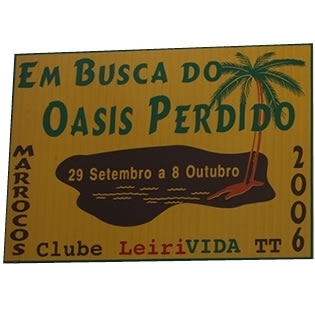 EM BUSCA DO
OASIS PERDIDO
MARROCOS
29 Setembro a 8 Outubro
2006
Clube LeiriVIDA TT